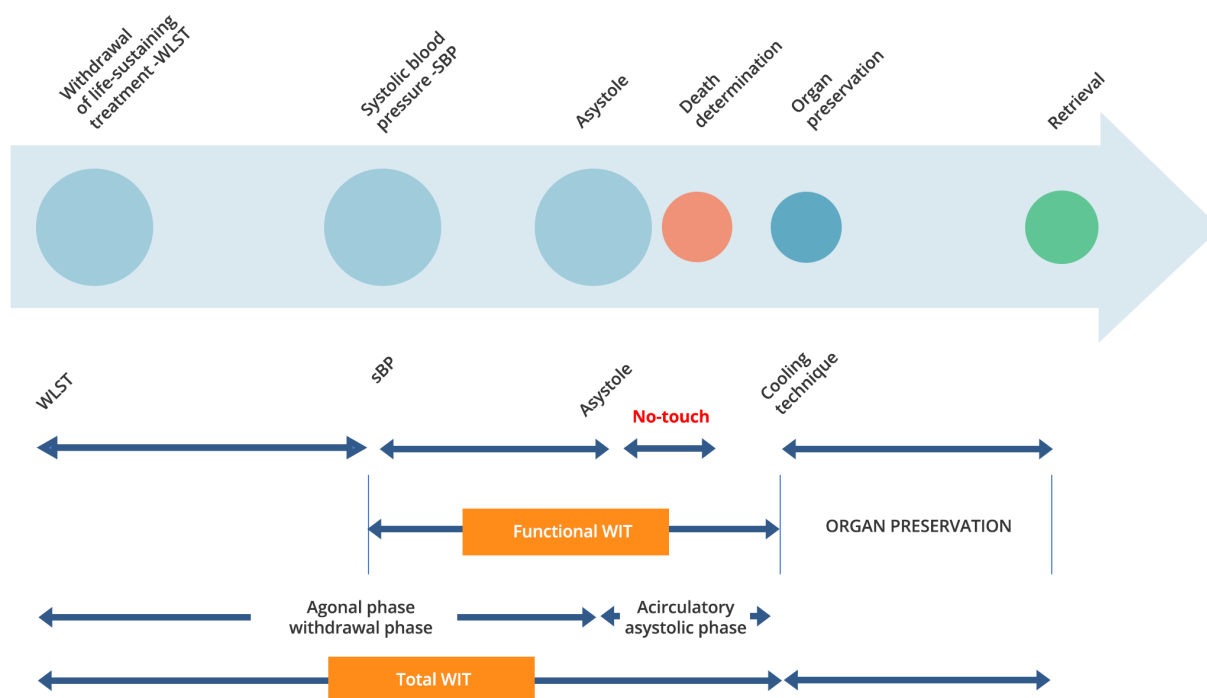 Withdrawal
of life-sustaining
treatment -WLST
Systolic blood
pressure -SBP
Asystole
Death
determination
Organ
preservation
Retrieval
WLST
sBP
Asystole
No-touch
Cooling
technique
Functional WIT
ORGAN PRESERVATION
Agonal phase
withdrawal phase
Acirculatory
asystolic phase
Total WIT